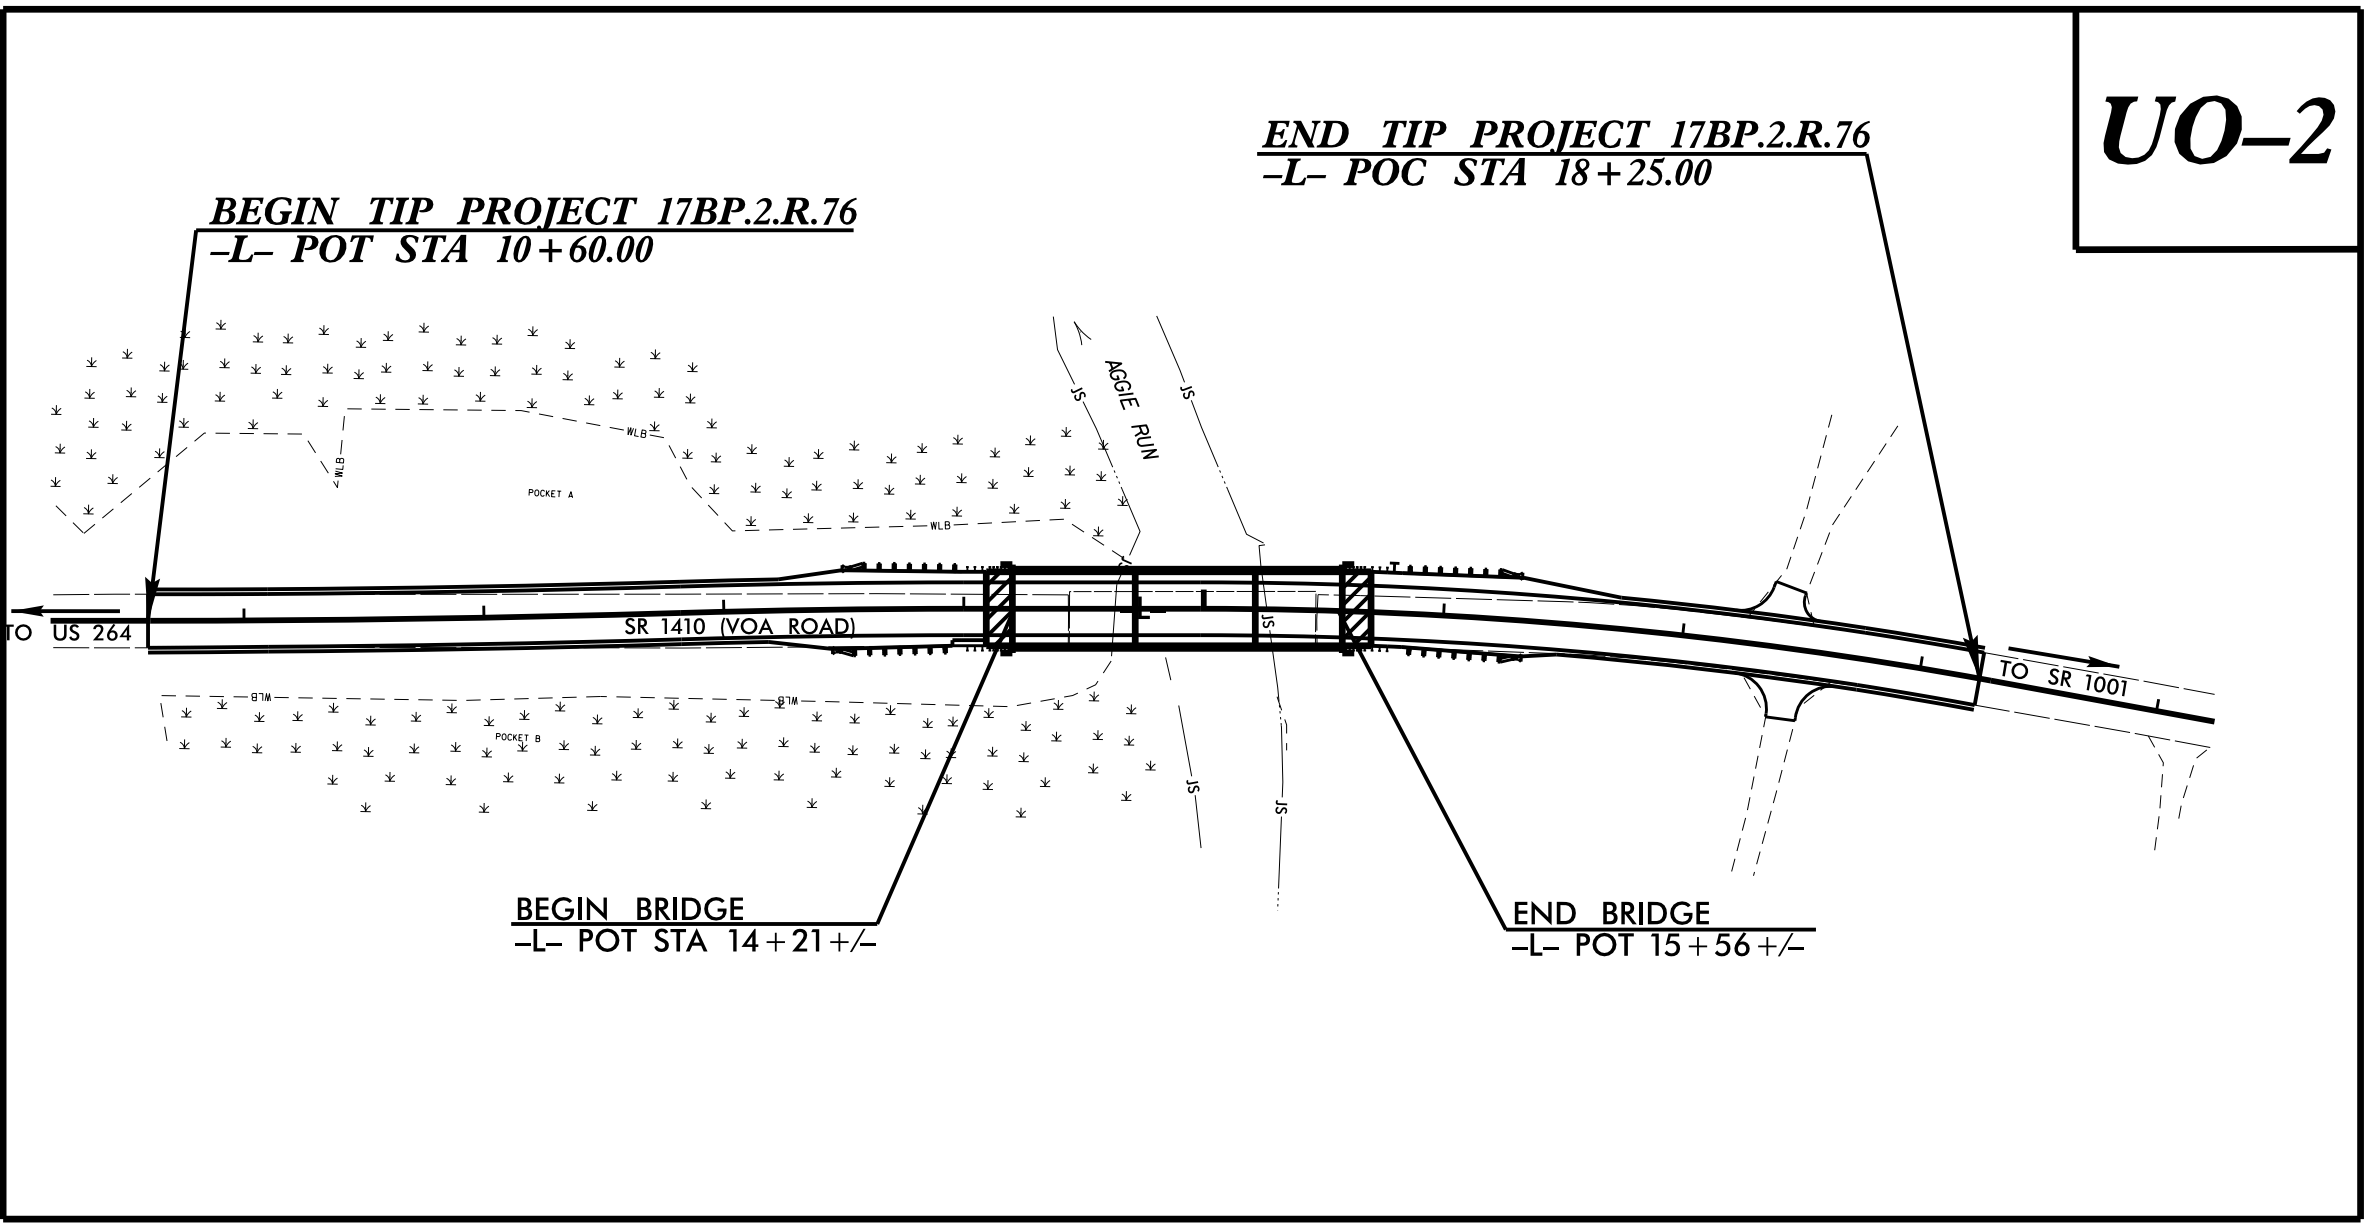 UO–2
END TIP PROJECT 17BP.2.R.76
–L– POC STA 18+25.00
BEGIN TIP PROJECT 17BP.2.R.76
–L– POT STA 10+60.00
JS
AGGIE RUN
JS
WLB
WLB
POCKET A
WLB
TO US 264
SR 1410 (VOA ROAD)
–L–
JS
TO SR 1001
WLB
WLB
POCKET B
JS
JS
BEGIN BRIDGE
–L– POT STA 14+21+/–
END BRIDGE
–L– POT 15+56+/–